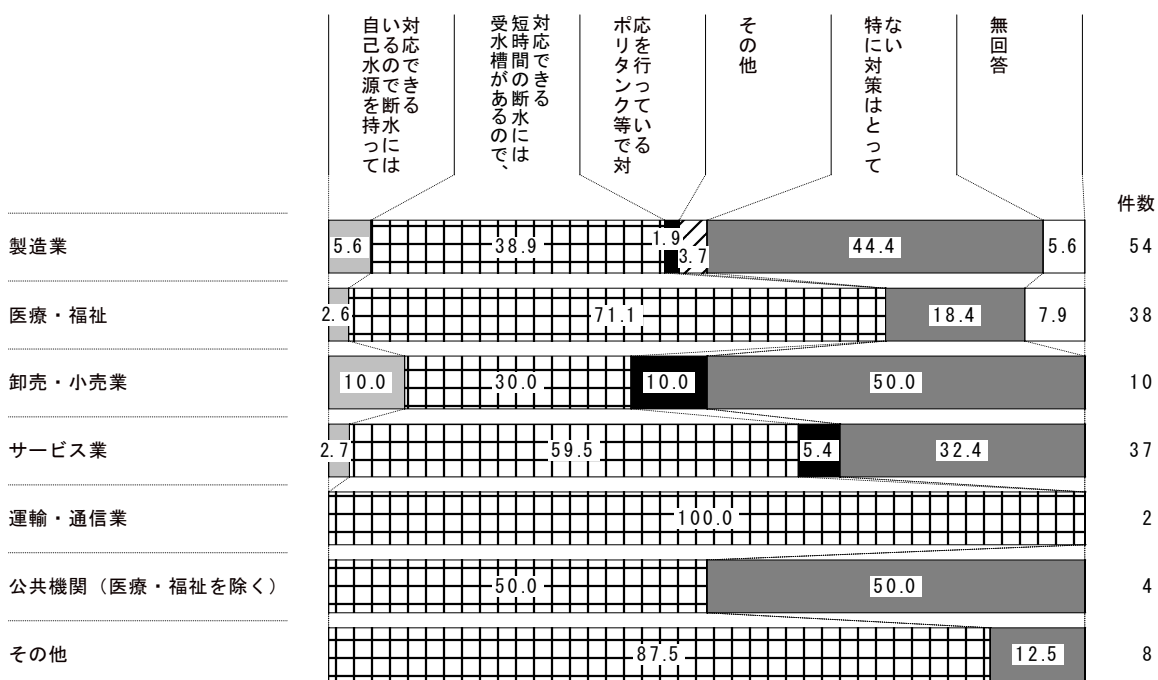 自己水源を持って
いるので断水には
対応できる
受水槽があるので、
短時間の断水には
対応できる
ポリタンク等で対
応を行っている
その他
特に対策はとって
ない
無回答
件数
製造業 5.6 38.9 1.9 3.7 44.4 5.6 54
医療・福祉 2.6 71.1 18.4 7.9 38
卸売・小売業 10.0 30.0 10.0 50.0 10
サービス業 2.7 59.5 5.4 32.4 37
運輸・通信業 100.0 2
公共機関（医療・福祉を除く） 50.0 50.0 4
その他 87.5 12.5 8